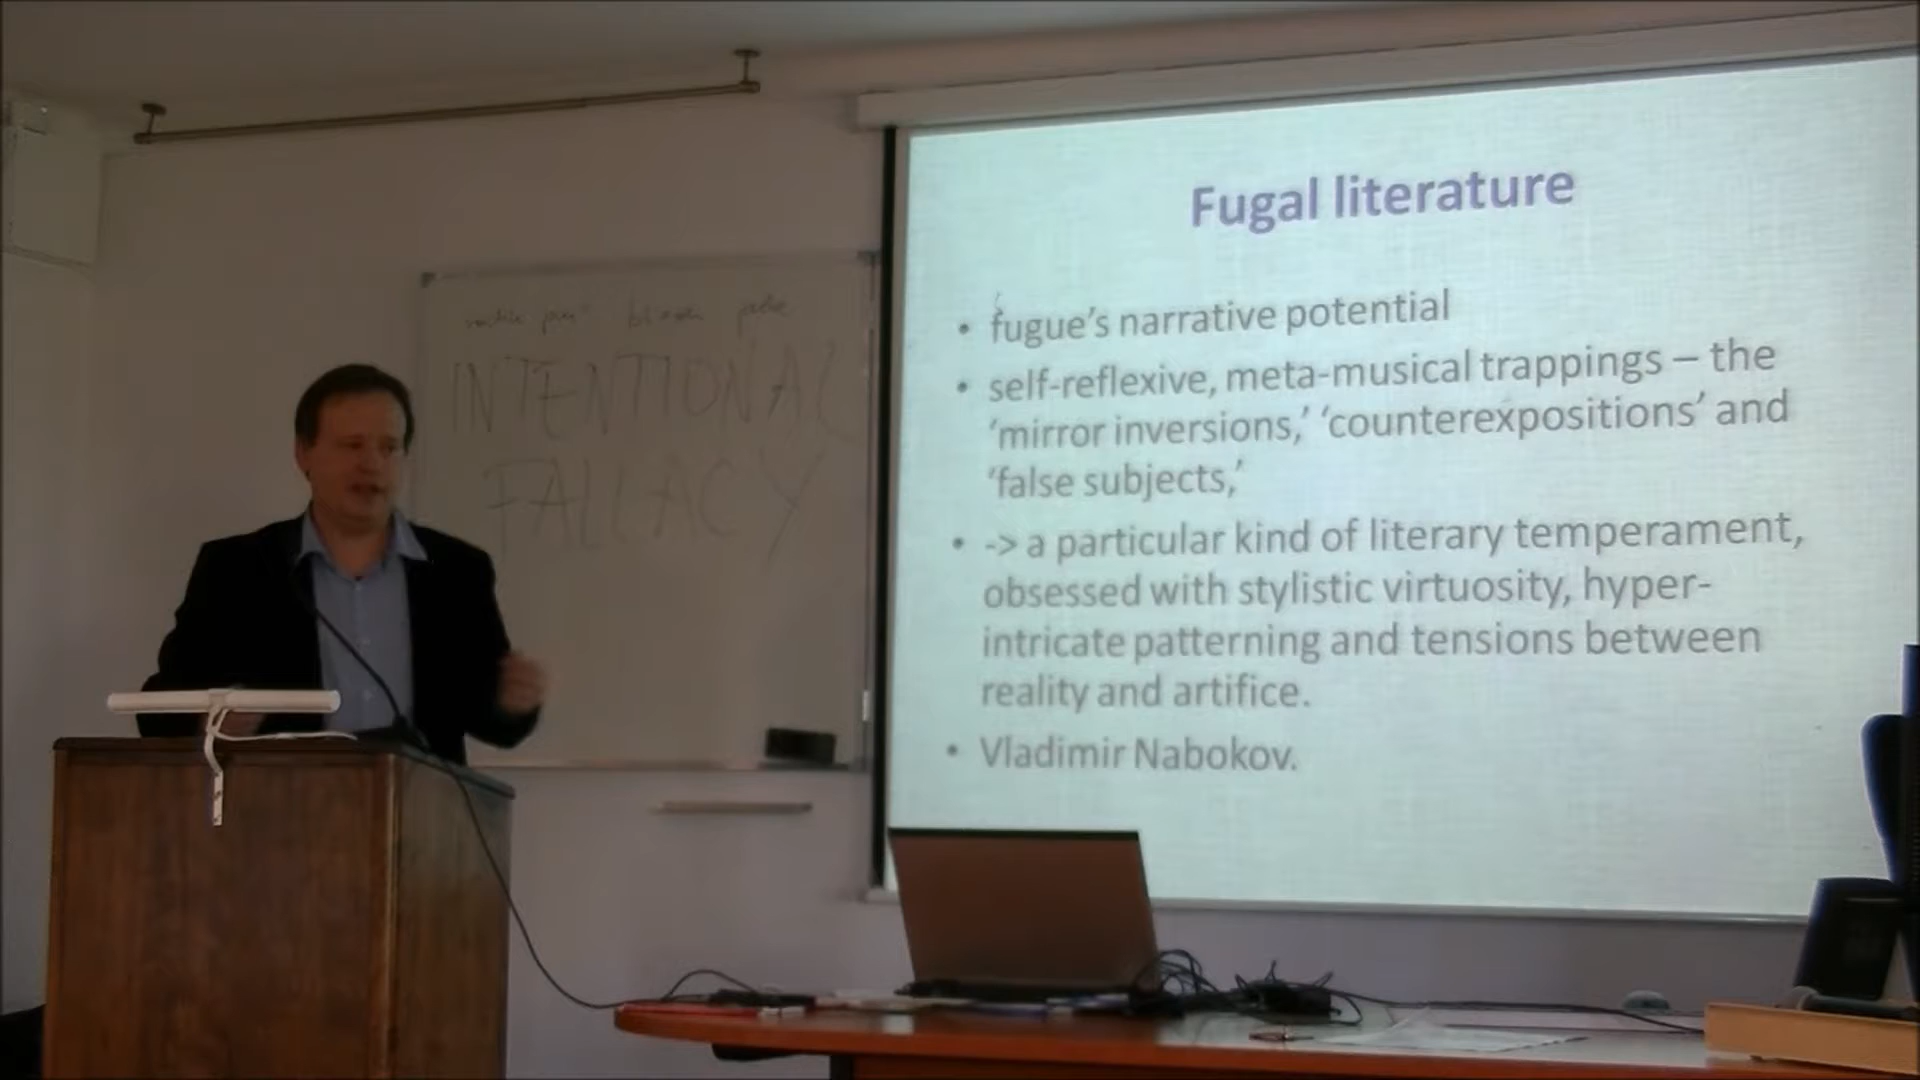 INTENTIONAL
FALLACY
Fugal literature
• fugue's narrative potential
• self-reflexive, meta-musical trappings – the
'mirror inversions,' 'counterexpositions' and
'false subjects,'
• -> a particular kind of literary temperament,
obsessed with stylistic virtuosity, hyper-
intricate patterning and tensions between
reality and artifice.
• Vladimir Nabokov.